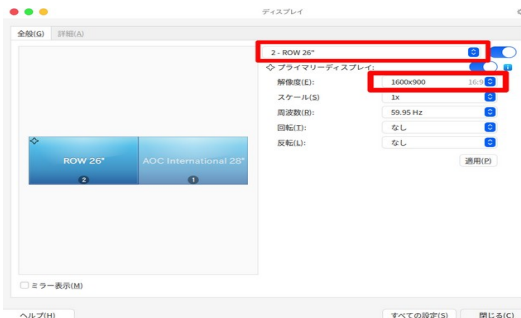 ディスプレイ
全般(G) 詳細(A)
2 - ROW 26"
プライマリーディスプレイ:
解像度(E): 1600x900 16:9
スケール(S) 1x
周波数(R): 59.95 Hz
回転(T): なし
反転(L): なし
適用(P)
ROW 26" AOC International 28"
2 1
ミラー表示(M)
ヘルプ(H) すべての設定(S) 閉じる(C)